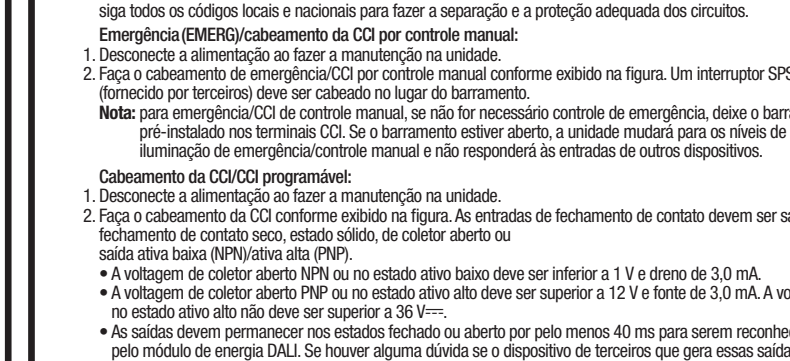 siga todos os códigos locais e nacionais para fazer a separação e a proteção adequada dos circuitos.
Emergência (EMERG)/cabeamento da CCI por controle manual:
1. Desconecte a alimentação ao fazer a manutenção na unidade.
2. Faça o cabeamento de emergência/CCI por controle manual conforme exibido na figura. Um interruptor
(fornecido por terceiros) deve ser cabeado no lugar do barramento.
Nota: para emergência/CCI de controle manual, se não for necessário controle de emergência, deixe o
pré-instalado nos terminais CCI. Se o barramento estiver aberto, a unidade mudará para os níveis de
iluminação de emergência/controle manual e não responderá às entradas de outros dispositivos.
Cabeamento da CCI/CCI programável:
1. Desconecte a alimentação ao fazer a manutenção na unidade.
2. Faça o cabeamento da CCI conforme exibido na figura. As entradas de fechamento de contato devem ser
fechamento de contato seco, estado sólido, de coletor aberto ou
saída ativa baixa (NPN)/ativa alta (PNP).
• A voltagem de coletor aberto NPN ou no estado ativo baixo deve ser inferior a 1 V e dreno de 3,0 mA.
• A voltagem de coletor aberto PNP ou no estado ativo alto deve ser superior a 12 V e fonte de 3,0 mA. A
no estado ativo alto não deve ser superior a 36 V⎓.
• As saídas devem permanecer nos estados fechado ou aberto por pelo menos 40 ms para serem
pelo módulo de energia DALI. Se houver alguma dúvida se o dispositivo de terceiros que gera essas